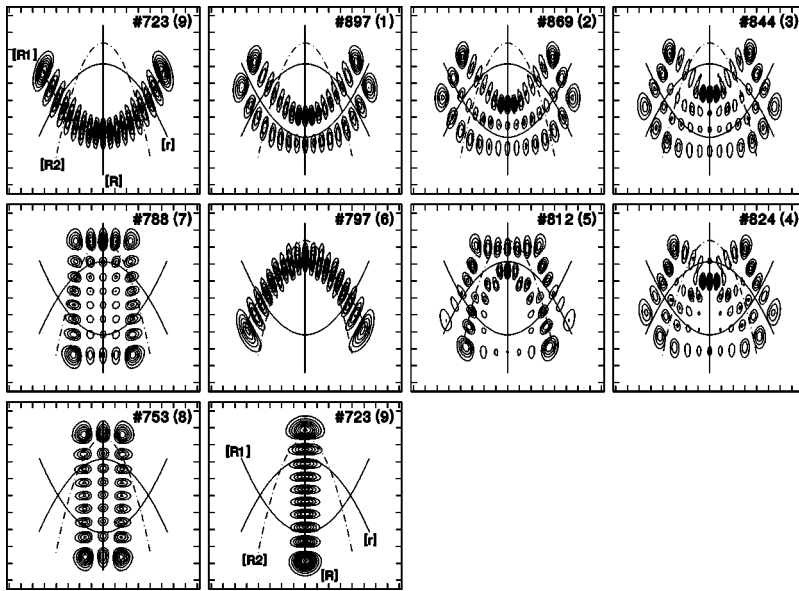 #723 (9)
[R1]
[R2]
[R]
[r]
#897 (1)
#869 (2)
#844 (3)
#788 (7)
#797 (6)
#812 (5)
#824 (4)
#753 (8)
#723 (9)
[R1]
[R2]
[R]
[r]